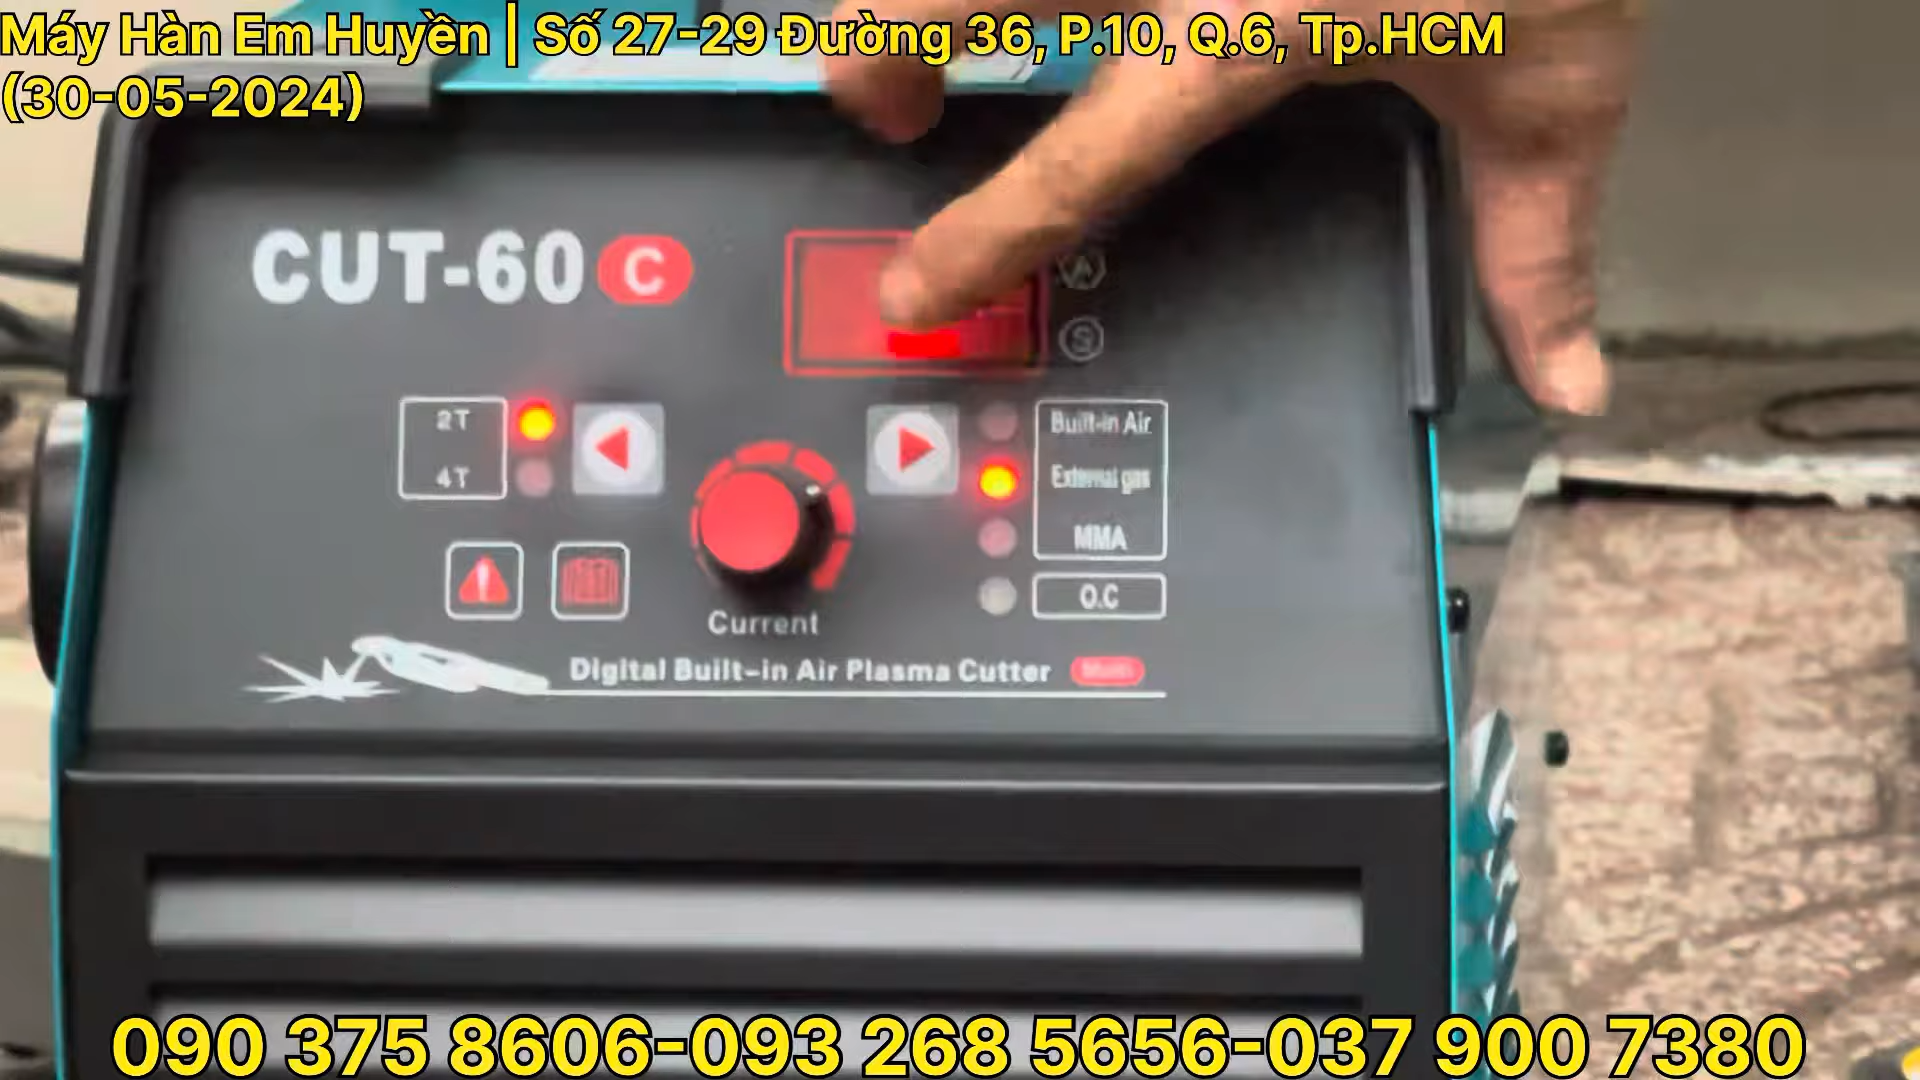 Máy Hàn Em Huyền | Số 27-29 Đường 36, P.10, Q.6, Tp.HCM
(30-05-2024)
CUT-60 C
A
S
2T
4T
Built-in Air
External gas
MMA
O.C
Current
Digital Built-in Air Plasma Cutter
090 375 8606-093 268 5656-037 900 7380